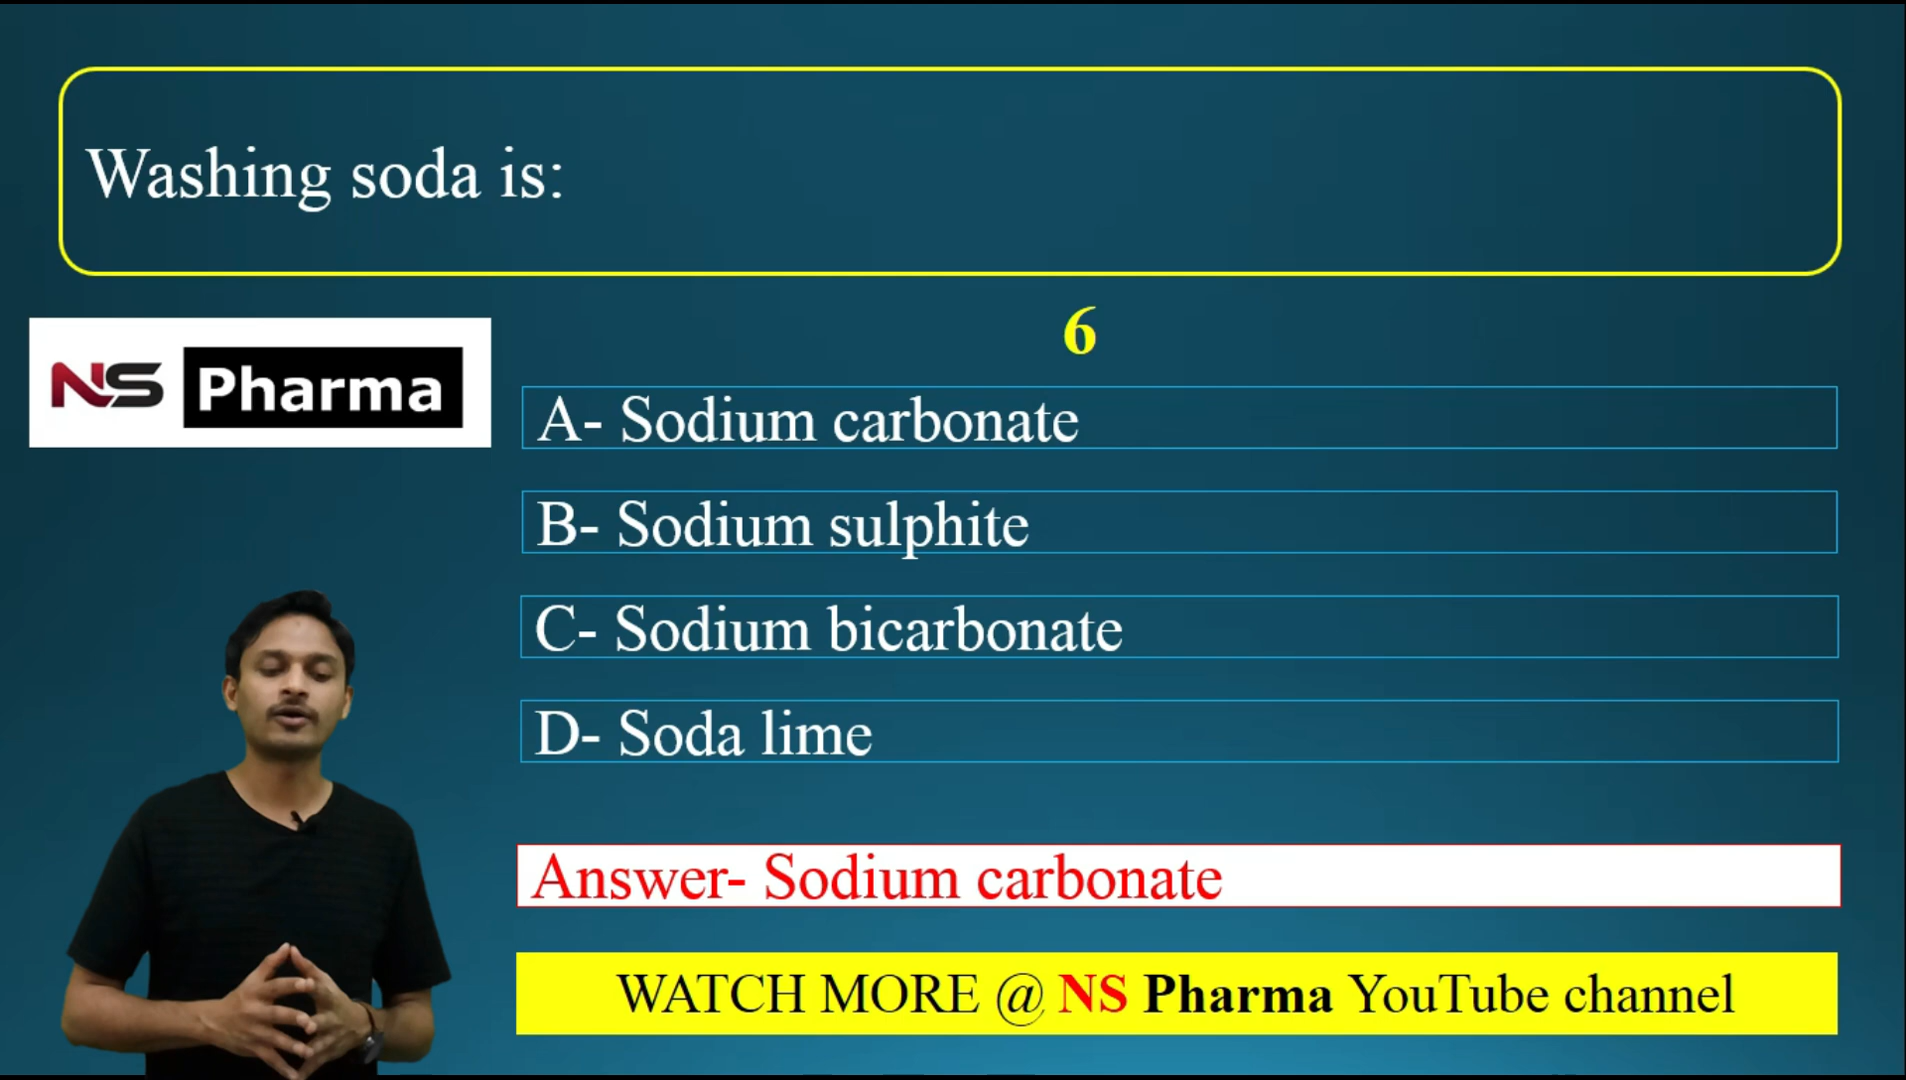 Washing soda is:
6
NS Pharma
A- Sodium carbonate
B- Sodium sulphite
C- Sodium bicarbonate
D- Soda lime
Answer- Sodium carbonate
WATCH MORE @ NS Pharma YouTube channel